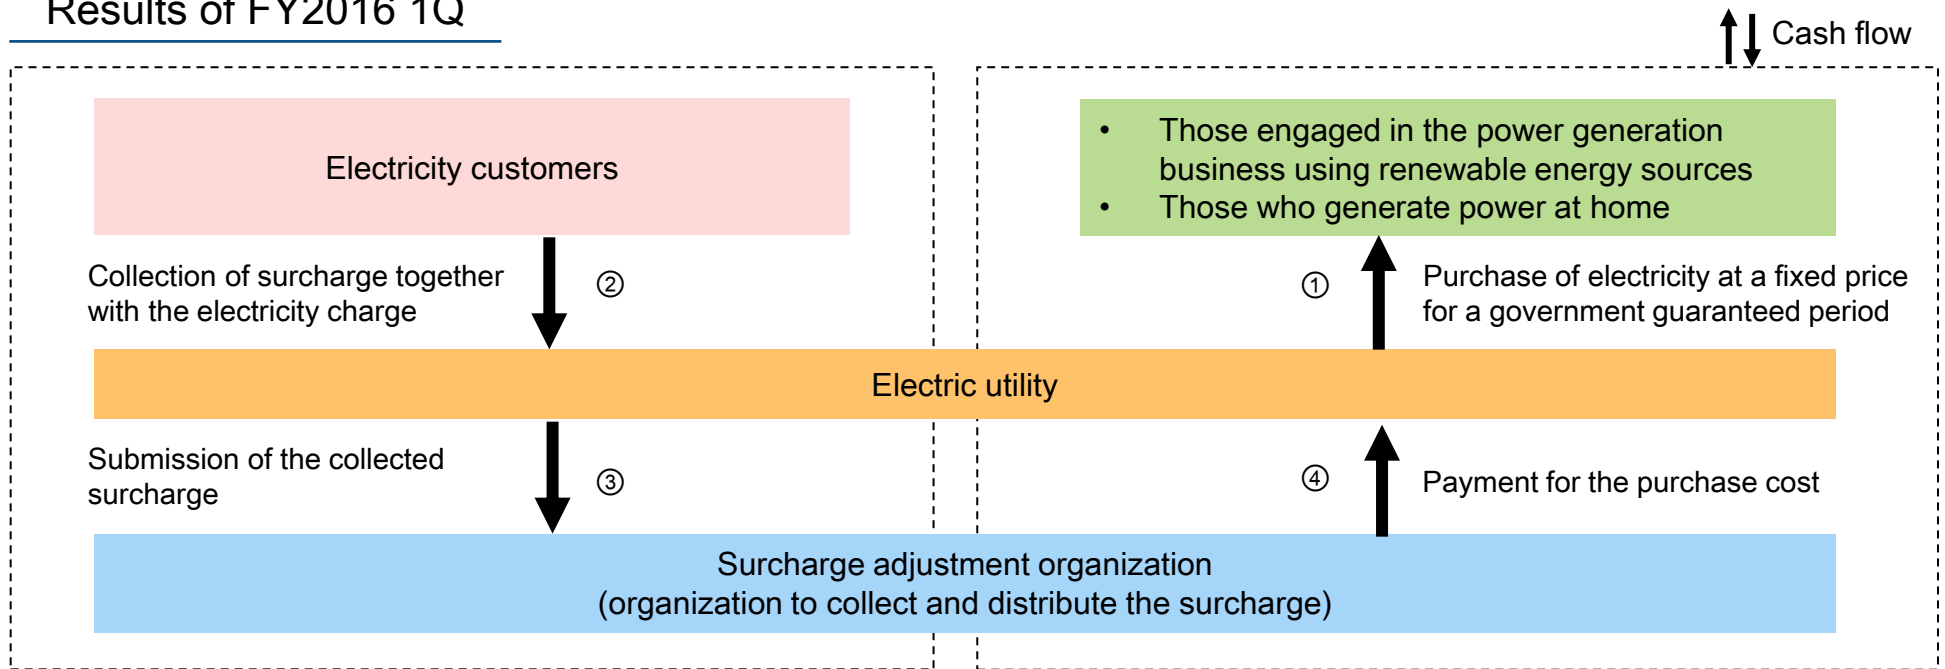 Results of FY2016 1Q
Cash flow
Electricity customers
• Those engaged in the power generation
business using renewable energy sources
• Those who generate power at home
Collection of surcharge together
with the electricity charge
②
①
Purchase of electricity at a fixed price
for a government guaranteed period
Electric utility
Submission of the collected
surcharge
③
④
Payment for the purchase cost
Surcharge adjustment organization
(organization to collect and distribute the surcharge)